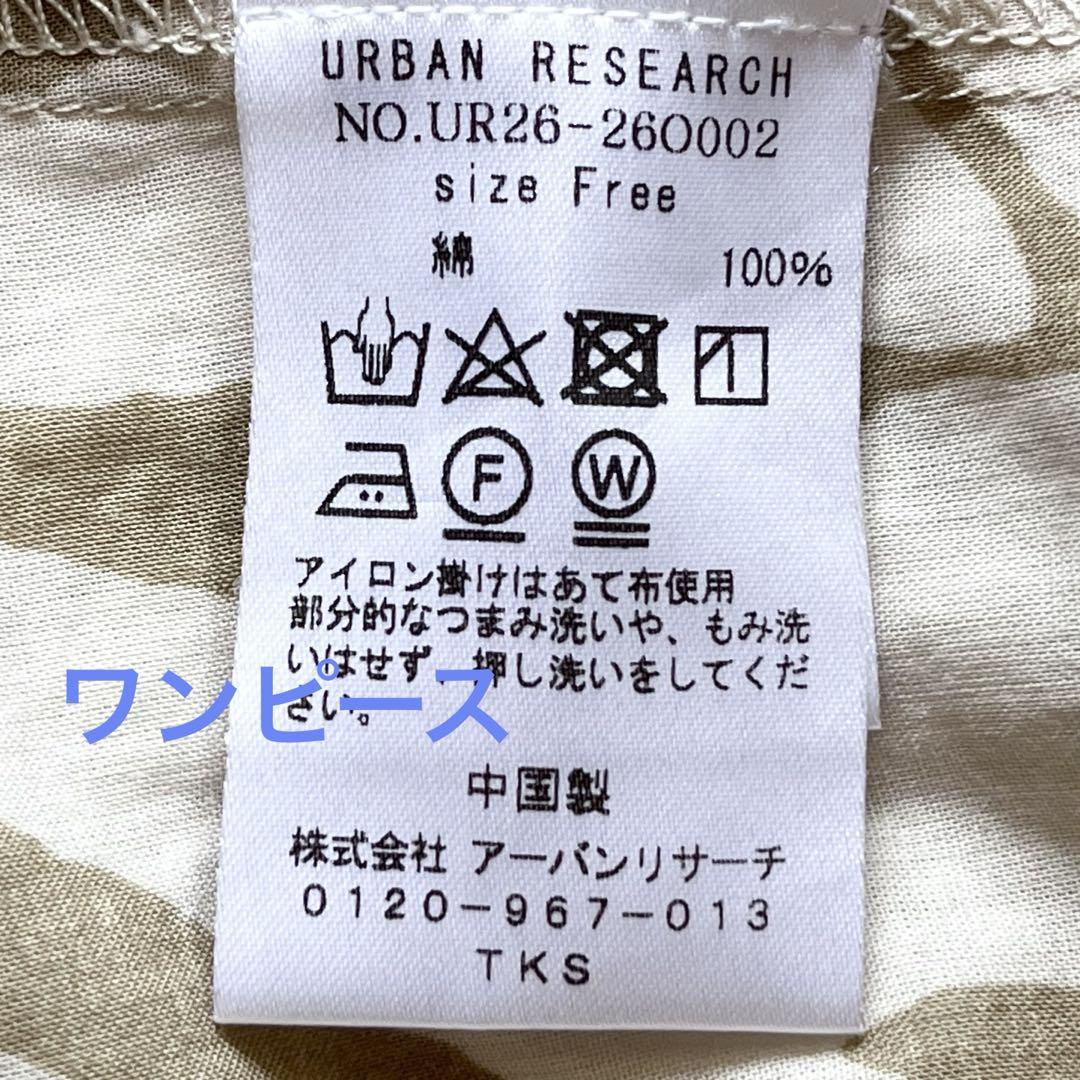 URBAN RESEARCH
NO.UR26-26O002
size Free
綿 100%
F W
アイロン掛けはあて布使用
部分的なつまみ洗いや、もみ洗
いはせず、押し洗いをしてくだ
さい。
ワンピース
中国製
株式会社 アーバンリサーチ
0120-967-013
TKS